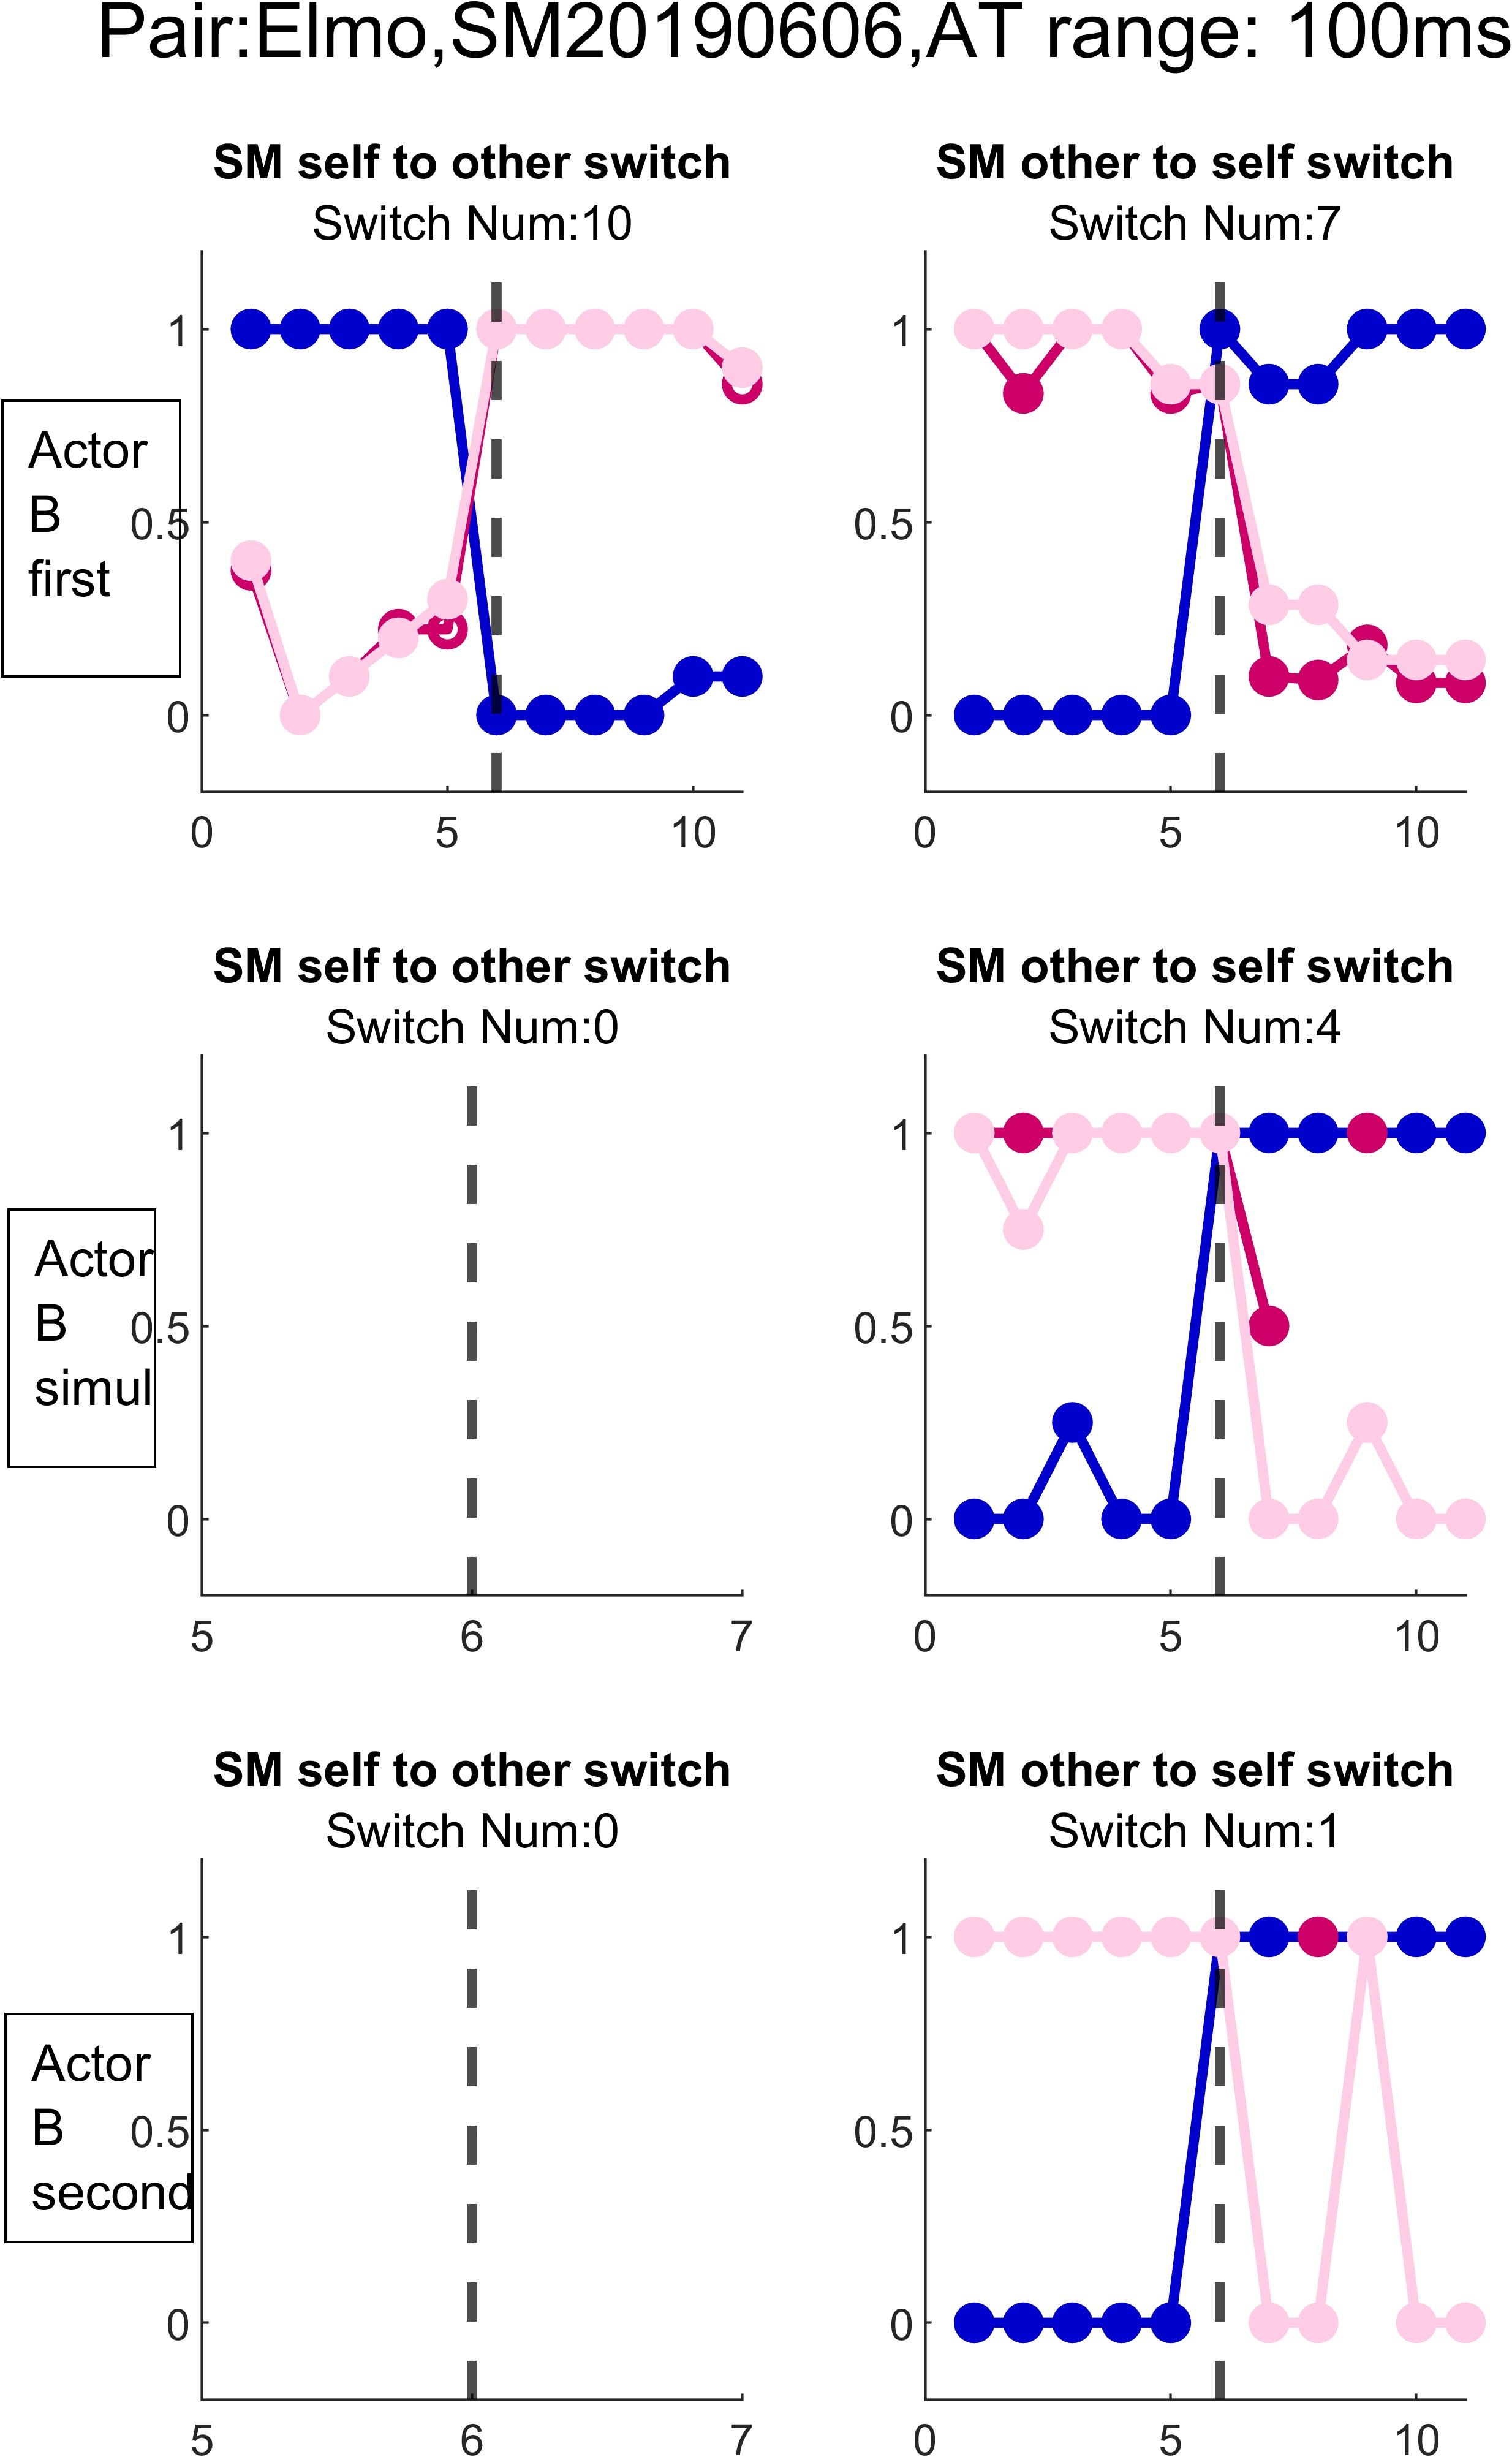 Pair:Elmo,SM20190606,AT range: 100ms
SM self to other switch
Switch Num:10
SM other to self switch
Switch Num:7
Actor
B
first
1
0.5
0
0
5
10
1
0.5
0
0
5
10
SM self to other switch
Switch Num:0
SM other to self switch
Switch Num:4
Actor
B
simul
1
0.5
0
5
6
7
1
0.5
0
0
5
10
SM self to other switch
Switch Num:0
SM other to self switch
Switch Num:1
Actor
B
second
1
0.5
0
5
6
7
1
0.5
0
0
5
10